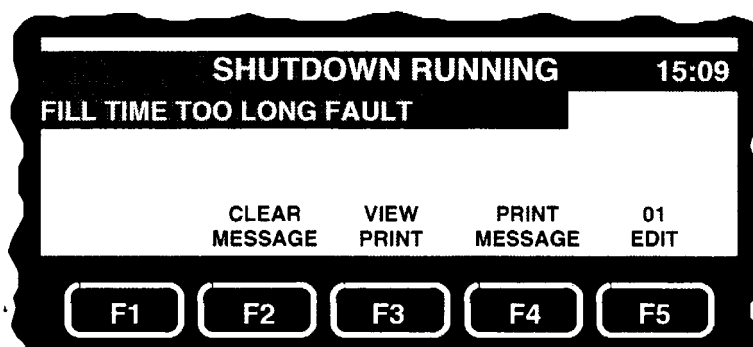 SHUTDOWN RUNNING 15:09
FILL TIME TOO LONG FAULT
CLEAR VIEW PRINT 01
MESSAGE PRINT MESSAGE EDIT
F1 F2 F3 F4 F5